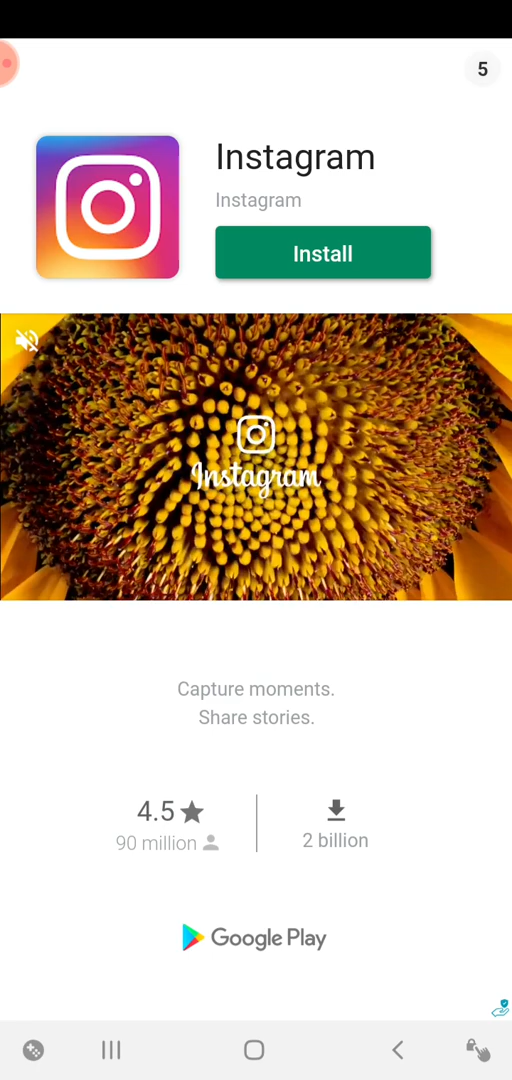 5
Instagram
Instagram
Install
Instagram
Capture moments.
Share stories.
4.5
90 million
2 billion
Google Play